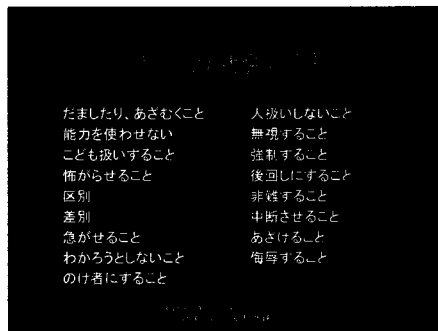 だましたり、あざむくこと
能力を使わせない
こども扱いすること
怖がらせること
区別
差別
急がせること
わかろうとしないこと
のけ者にすること
人扱いしないこと
無視すること
強制すること
後回しにすること
非難すること
中断させること
あざけること
侮辱すること